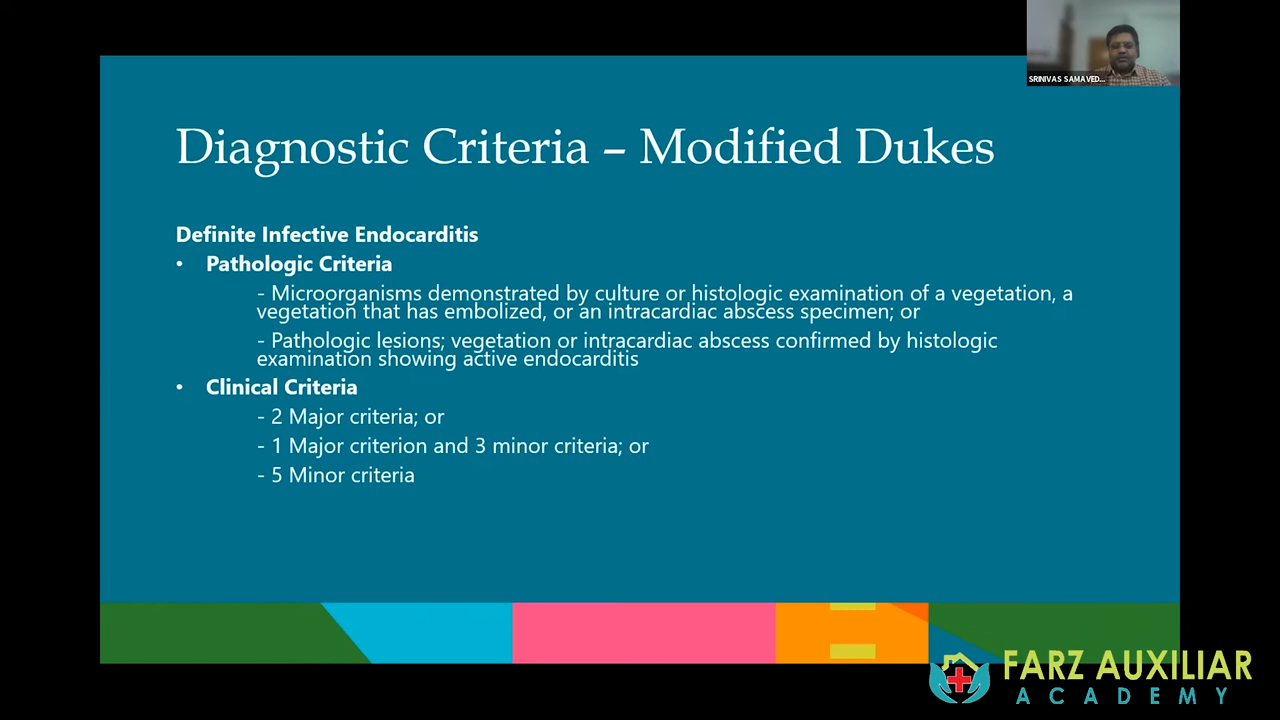 SRINIVAS SAMAVED...
Diagnostic Criteria – Modified Dukes
Definite Infective Endocarditis
• Pathologic Criteria
- Microorganisms demonstrated by culture or histologic examination of a vegetation, a
vegetation that has embolized, or an intracardiac abscess specimen; or
- Pathologic lesions; vegetation or intracardiac abscess confirmed by histologic
examination showing active endocarditis
• Clinical Criteria
- 2 Major criteria; or
- 1 Major criterion and 3 minor criteria; or
- 5 Minor criteria
FARZ AUXILIAR
ACADEMY